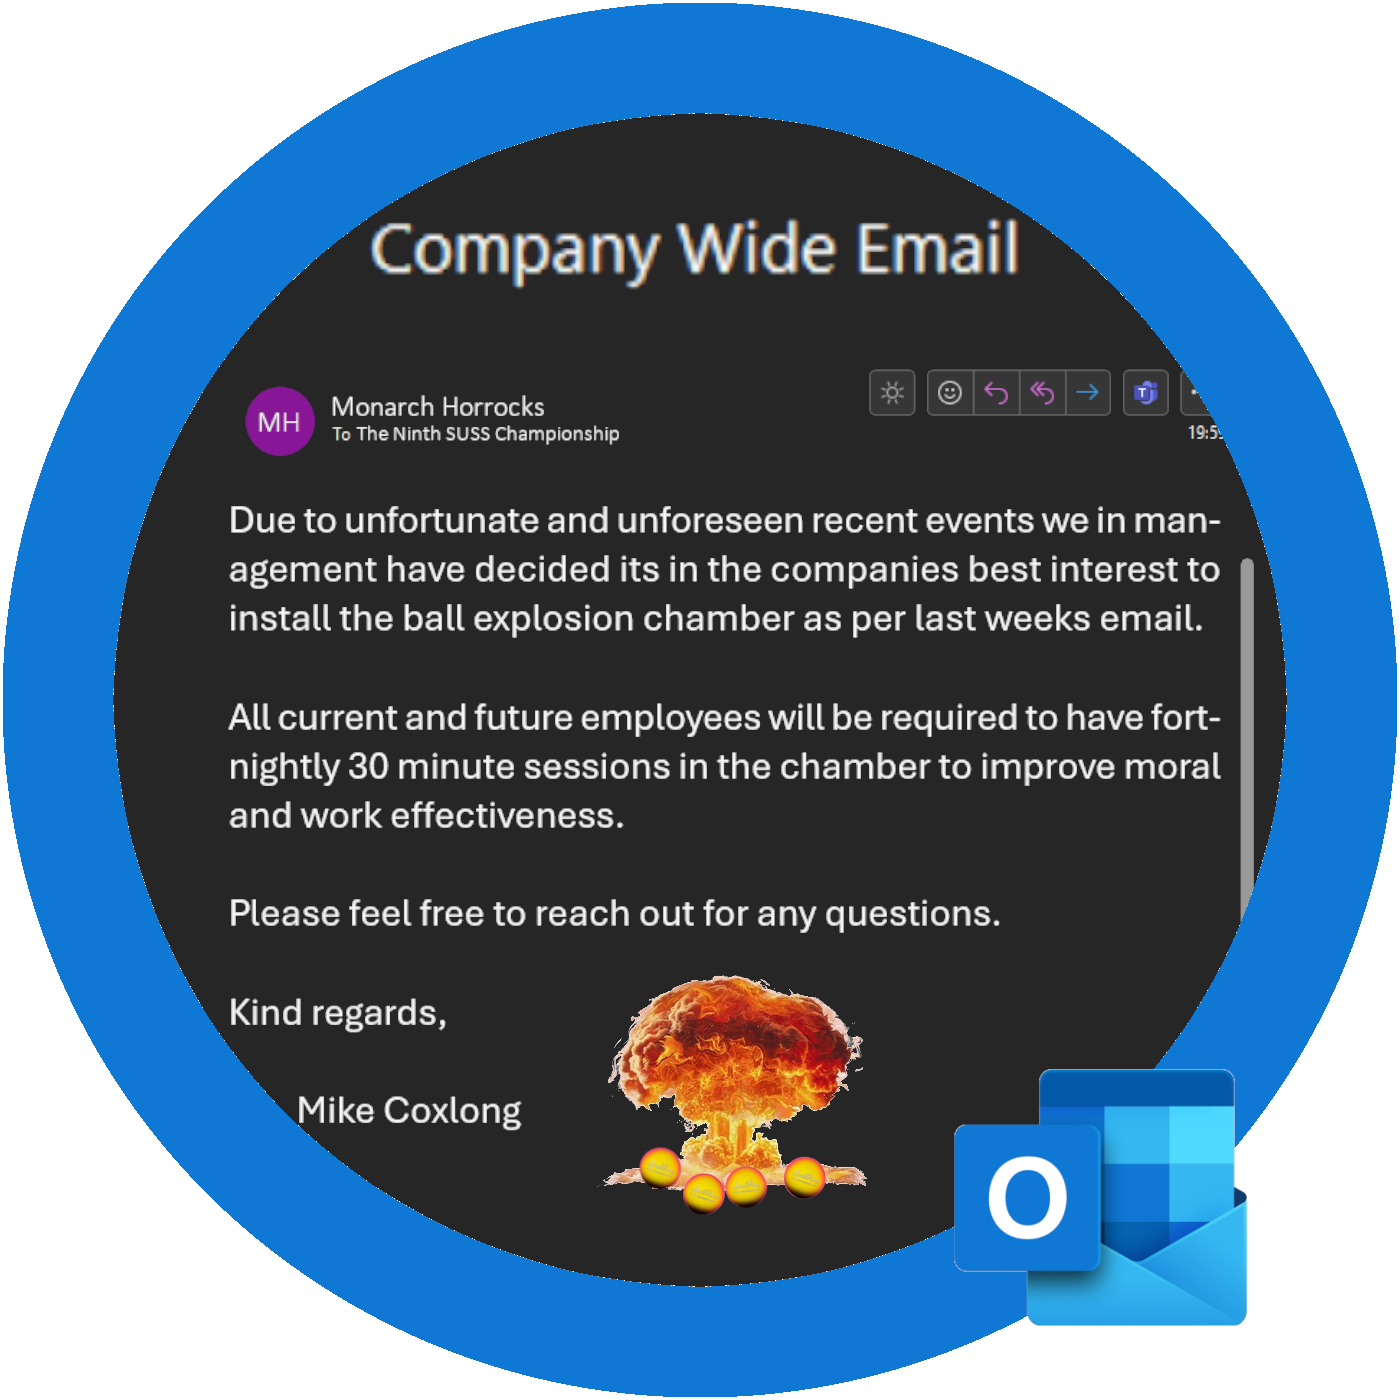 Company Wide Email
MH
Monarch Horrocks
To The Ninth SUSS Championship
T
19:5
Due to unfortunate and unforeseen recent events we in man-
agement have decided its in the companies best interest to
install the ball explosion chamber as per last weeks email.
All current and future employees will be required to have fort-
nightly 30 minute sessions in the chamber to improve moral
and work effectiveness.
Please feel free to reach out for any questions.
Kind regards,
Mike Coxlong
O